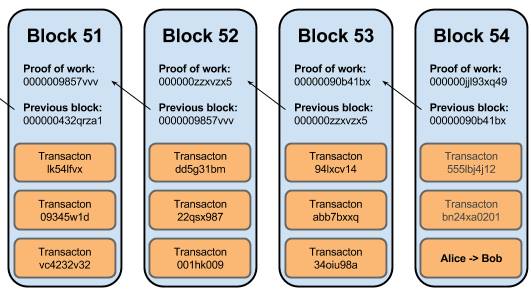 Block 51
Proof of work:
0000009857vvv
Previous block:
000000432qrza1
Transacton
lk54lfvx
Transacton
09345w1d
Transacton
vc4232v32
Block 52
Proof of work:
000000zzxvzx5
Previous block:
0000009857vvv
Transacton
dd5g31bm
Transacton
22qsx987
Transacton
001hk009
Block 53
Proof of work:
00000090b41bx
Previous block:
000000zzxvzx5
Transacton
94lxcv14
Transacton
abb7bxxq
Transacton
34oiu98a
Block 54
Proof of work:
000000jjl93xq49
Previous block:
00000090b41bx
Transacton
555lbj4j12
Transacton
bn24xa0201
Alice -> Bob